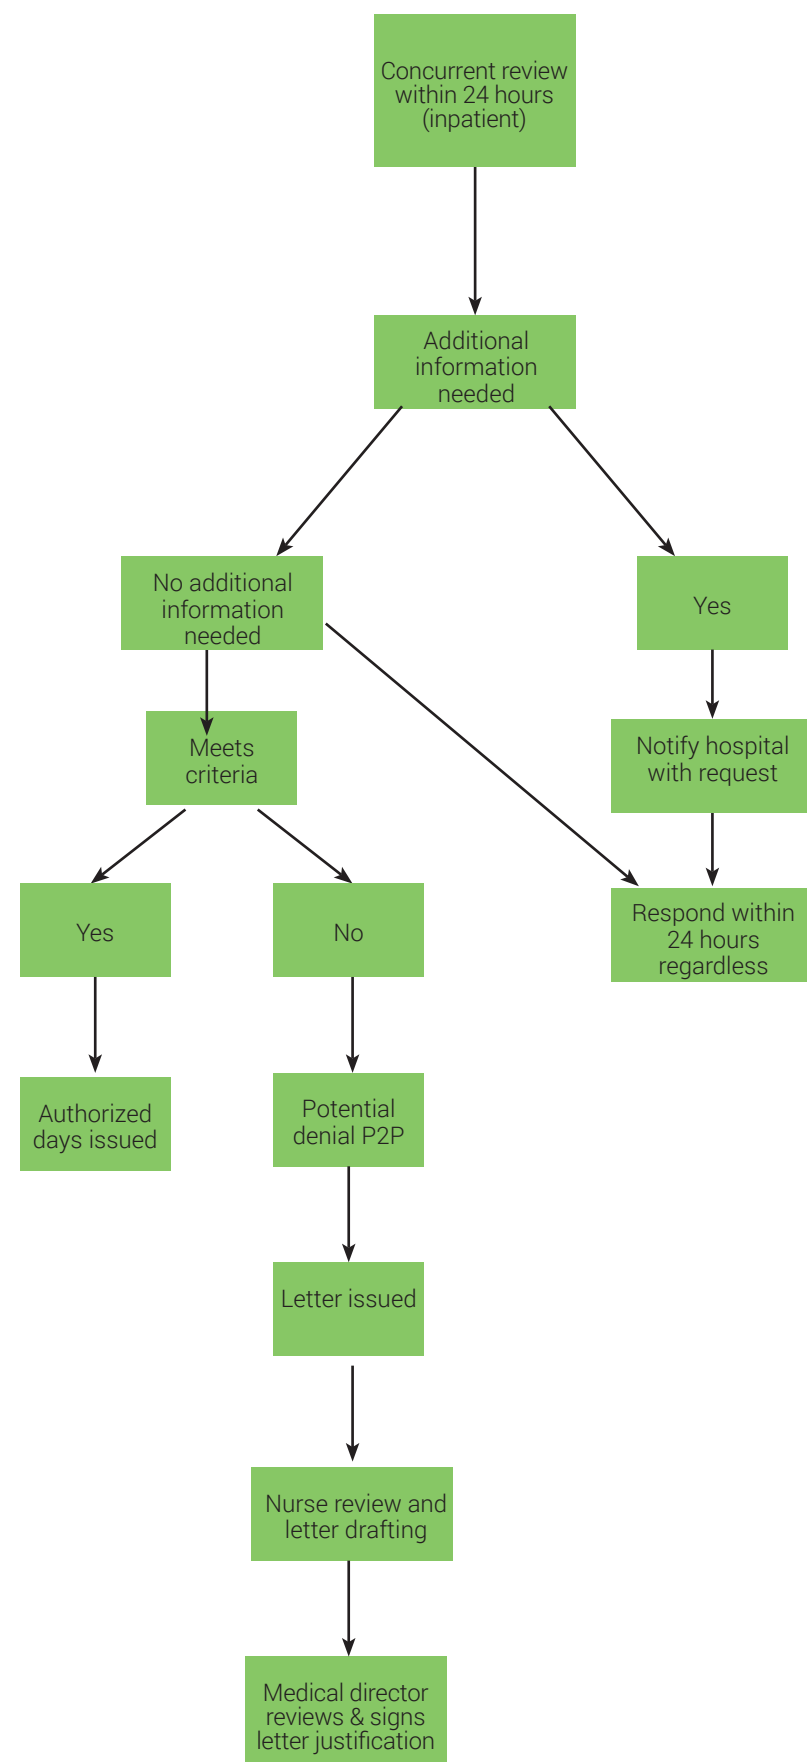 Concurrent review
within 24 hours
(inpatient)
Additional
information
needed
No additional
information
needed
Yes
Meets
criteria
Notify hospital
with request
Yes
No
Respond within
24 hours
regardless
Authorized
days issued
Potential
denial P2P
Letter issued
Nurse review and
letter drafting
Medical director
reviews & signs
letter justification